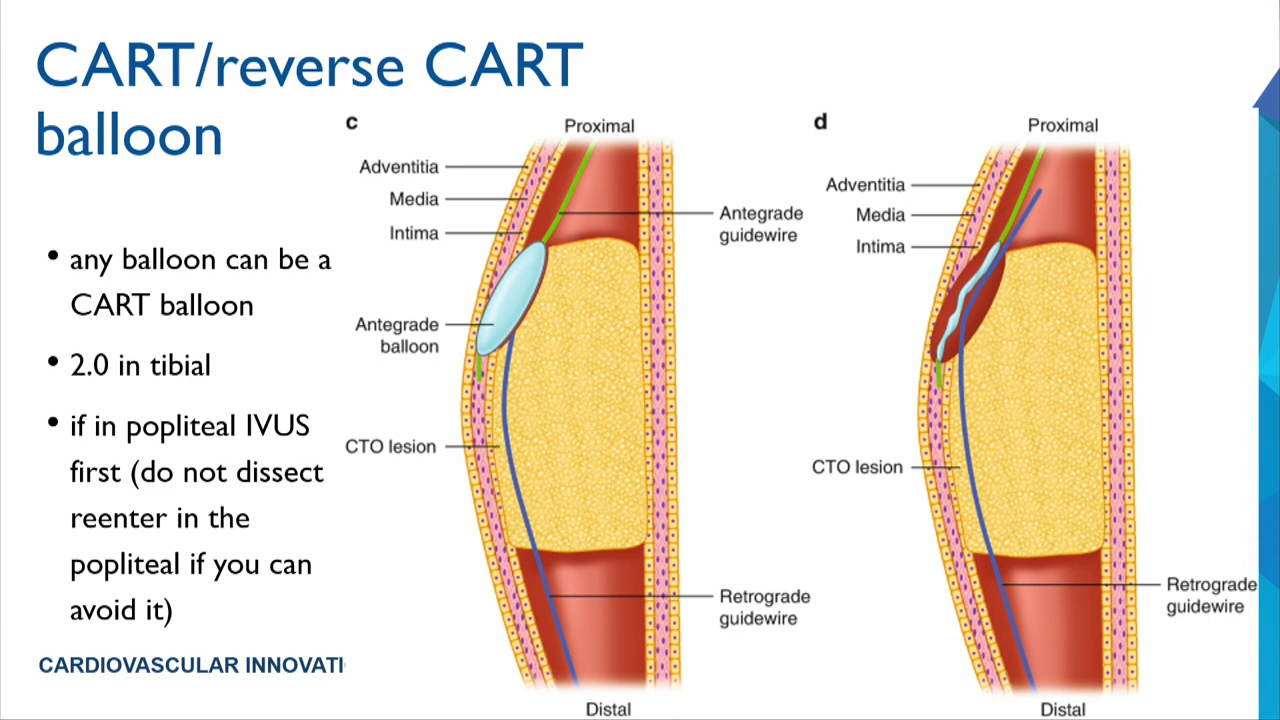 CART/reverse CART
balloon
• any balloon can be a
CART balloon
• 2.0 in tibial
• if in popliteal IVUS
first (do not dissect
reenter in the
popliteal if you can
avoid it)
CARDIOVASCULAR INNOVATI
c
Proximal
Adventitia
Media
Intima
Antegrade
guidewire
Antegrade
balloon
CTO lesion
Retrograde
guidewire
Distal
d
Proximal
Adventitia
Media
Intima
CTO lesion
Retrograde
guidewire
Distal